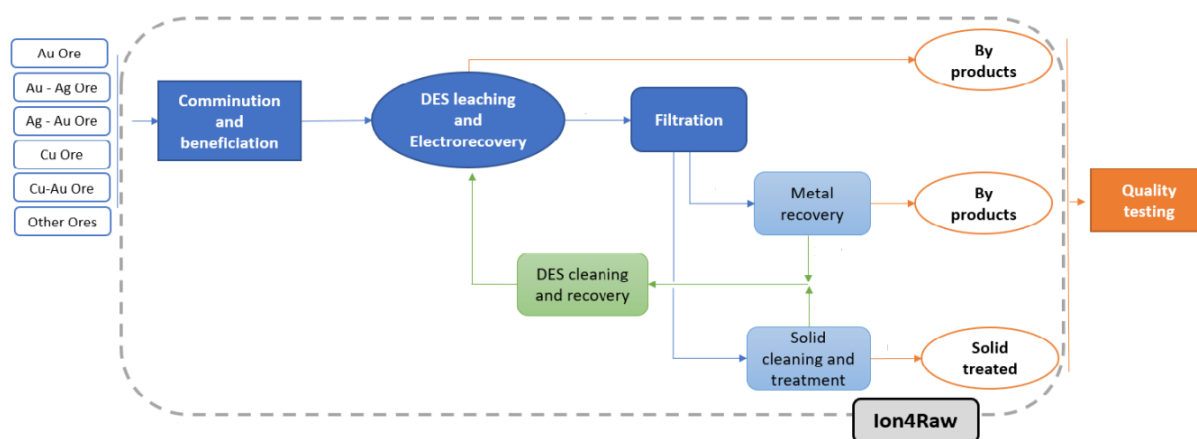 Au Ore
Au - Ag Ore
Ag - Au Ore
Cu Ore
Cu-Au Ore
Other Ores
Comminution
and
beneficiation
DES leaching
and
Electrorecovery
Filtration
By
products
Metal
recovery
By
products
DES cleaning
and recovery
Solid
cleaning and
treatment
Solid
treated
Quality
testing
Ion4Raw